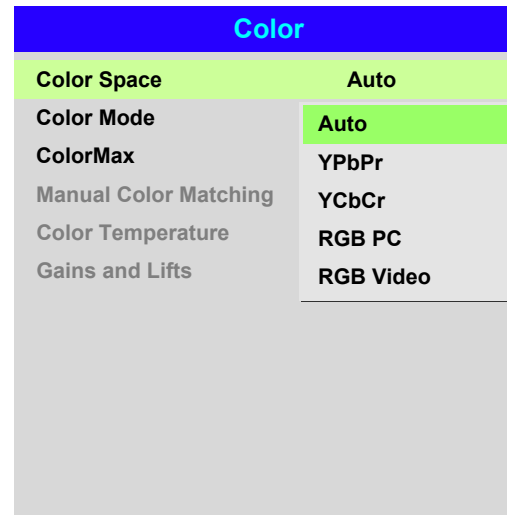 Color
Color Space Auto
Color Mode
Auto
ColorMax
YPbPr
Manual Color Matching
YCbCr
Color Temperature
RGB PC
Gains and Lifts
RGB Video